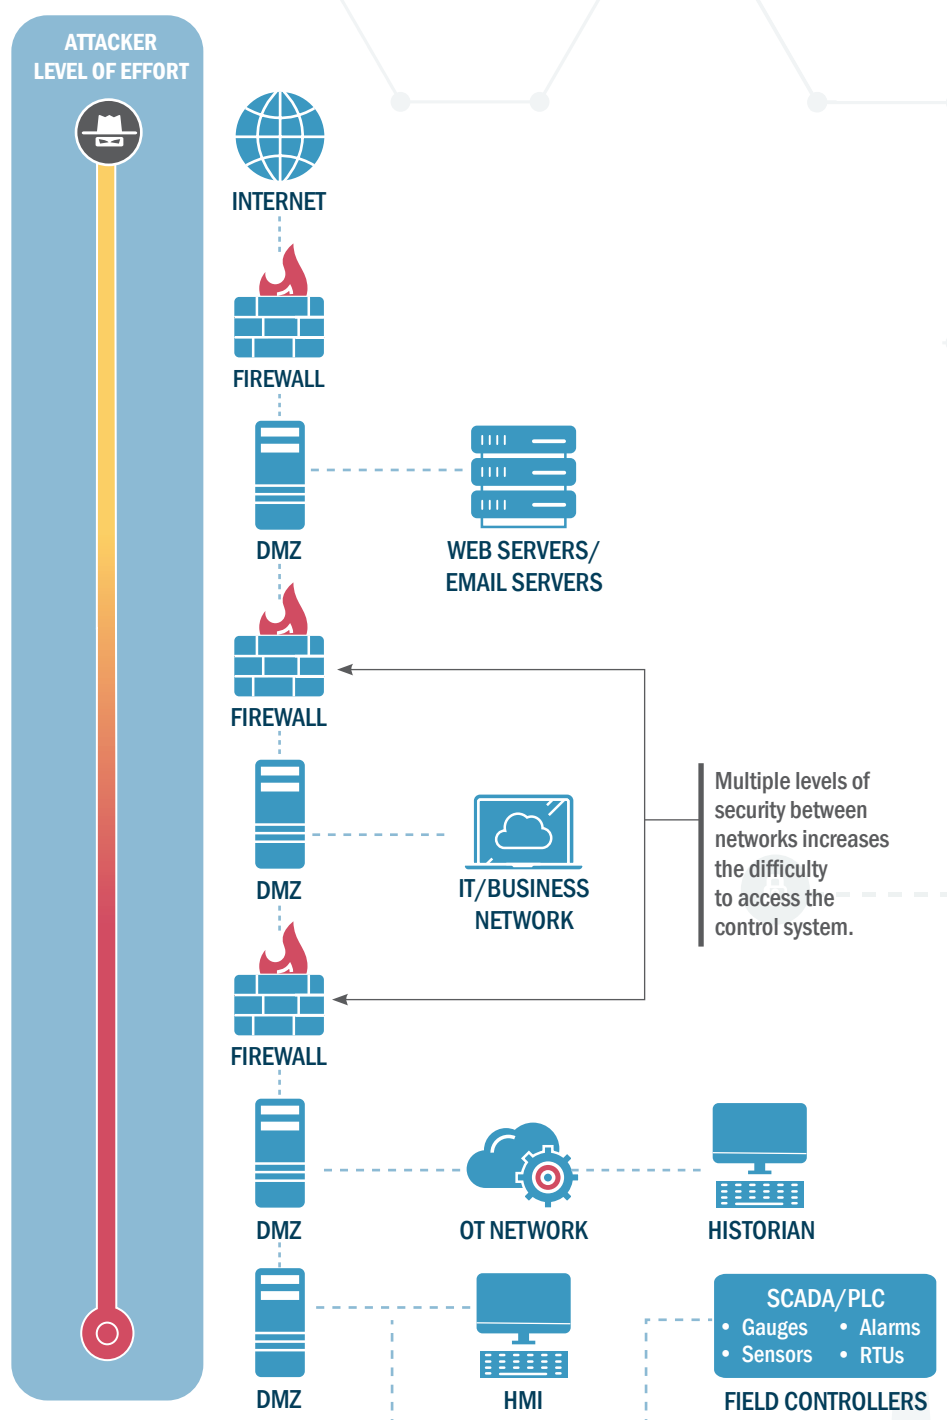 ATTACKER
LEVEL OF EFFORT
INTERNET
FIREWALL
DMZ
WEB SERVERS/
EMAIL SERVERS
FIREWALL
Multiple levels of
security between
networks increases
the difficulty
to access the
control system.
DMZ
IT/BUSINESS
NETWORK
FIREWALL
DMZ
OT NETWORK
HISTORIAN
SCADA/PLC
• Gauges • Alarms
• Sensors • RTUs
DMZ
HMI
FIELD CONTROLLERS